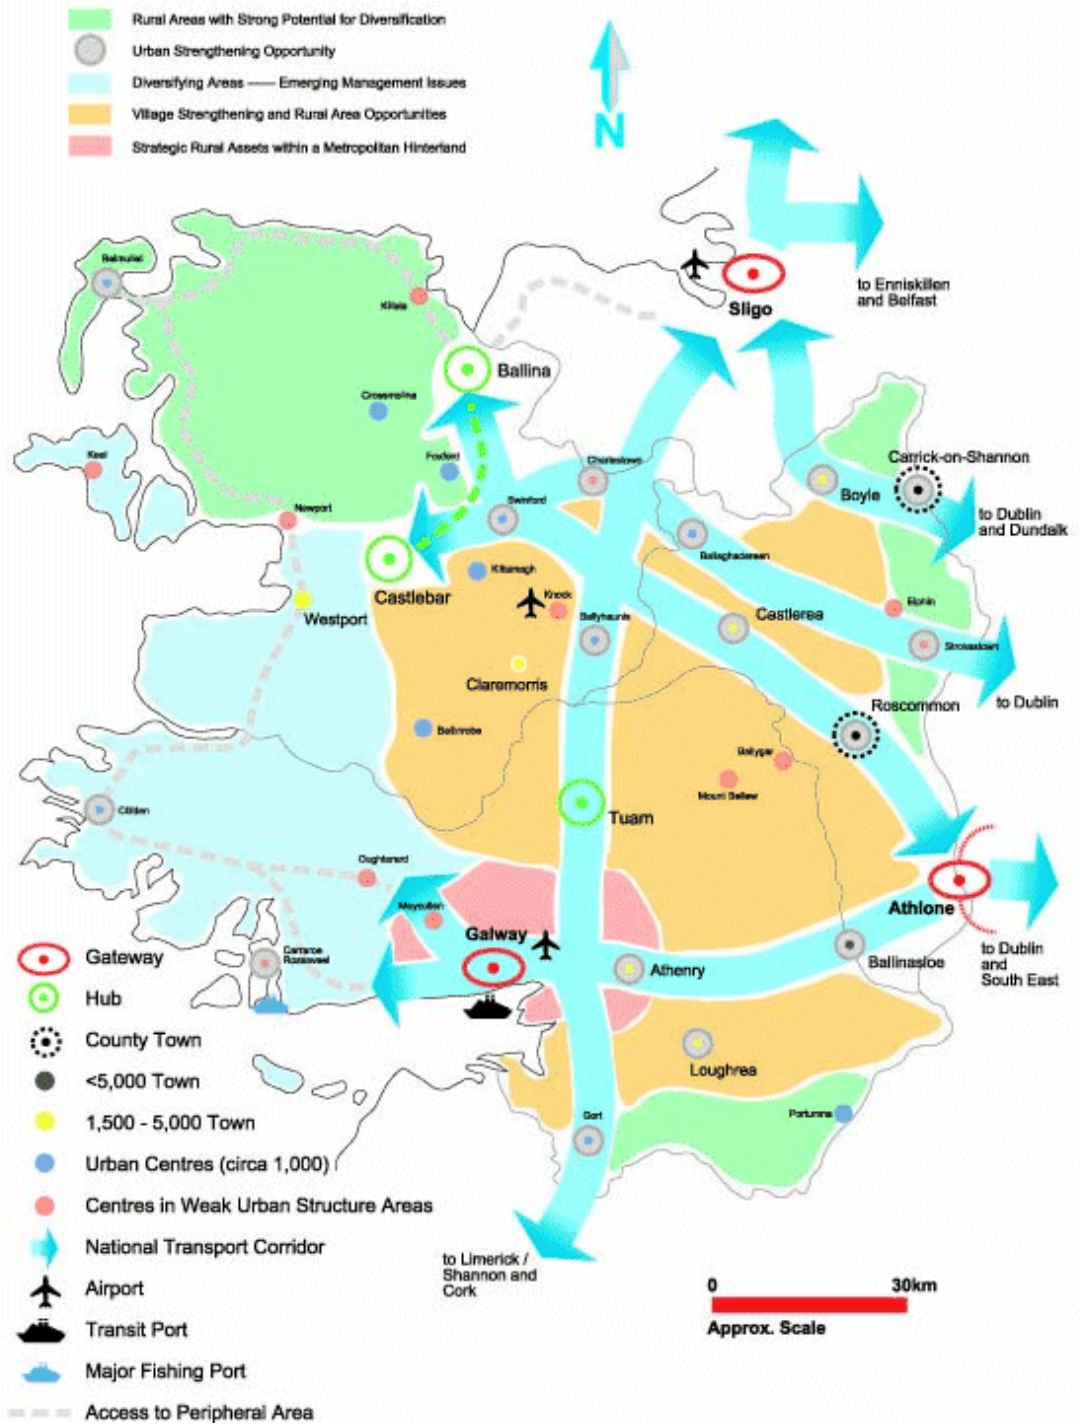 Rural Areas with Strong Potential for Diversification
Urban Strengthening Opportunity
Diversifying Areas —— Emerging Management Issues
Village Strengthening and Rural Area Opportunities
Strategic Rural Assets within a Metropolitan Hinterland
N
Belmullet
Killala
Sligo
to Enniskillen
and Belfast
Ballina
Crossmolina
Foxford
Keel
Charlestown
Carrick-on-Shannon
Boyle
Newport
Swinford
to Dublin
and Dundalk
Ballaghadereen
Castlebar
Kiltamagh
Knock
Westport
Ballyhaunis
Castlerea
Elphin
Strokestown
Claremorris
to Dublin
Roscommon
Ballinrobe
Ballygar
Mount Bellew
Clifden
Tuam
Oughterard
Athlone
Moycullen
Galway
Carraroe
Rossaveel
Athenry
Ballinasloe
to Dublin
and
South East
Loughrea
Gort
Portumna
to Limerick /
Shannon and
Cork
Gateway
Hub
County Town
<5,000 Town
1,500 - 5,000 Town
Urban Centres (circa 1,000)
Centres in Weak Urban Structure Areas
National Transport Corridor
Airport
Transit Port
Major Fishing Port
Access to Peripheral Area
0 30km
Approx. Scale